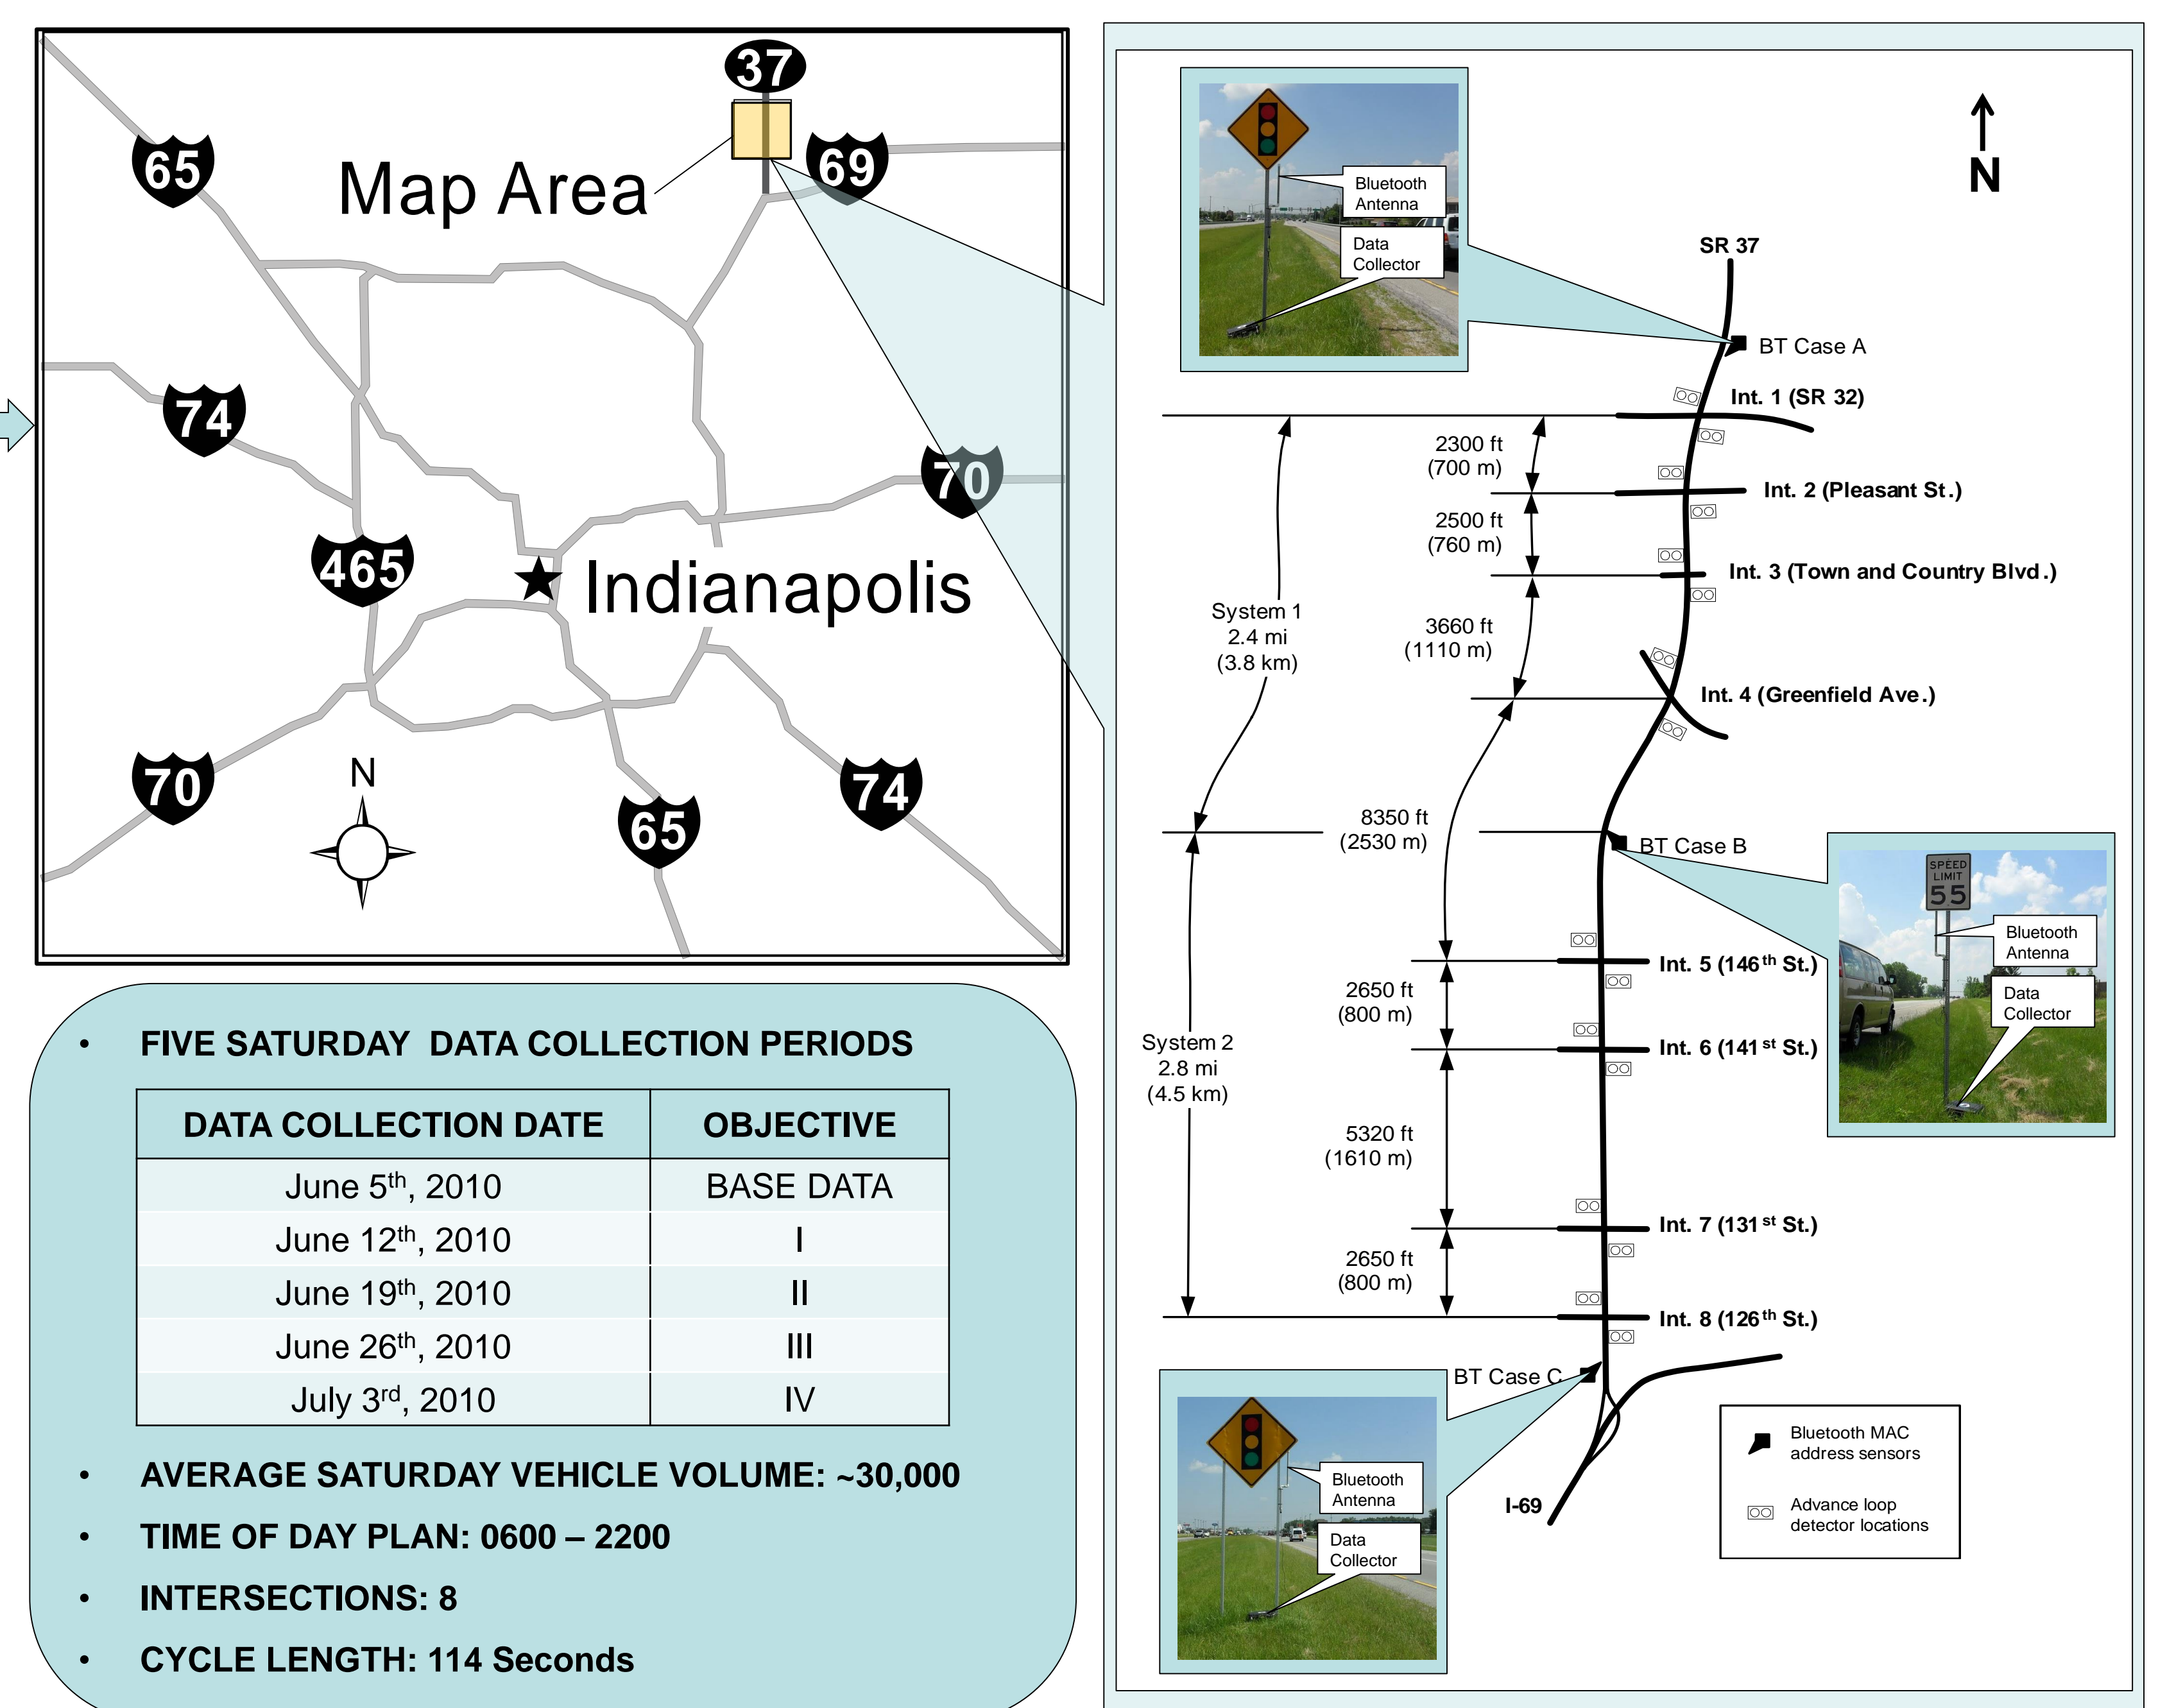 37
65
Map Area
69
74
70
465
Indianapolis
70
N
65
74
• FIVE SATURDAY DATA COLLECTION PERIODS
DATA COLLECTION DATE OBJECTIVE
June 5th, 2010 BASE DATA
June 12th, 2010 I
June 19th, 2010 II
June 26th, 2010 III
July 3rd, 2010 IV
• AVERAGE SATURDAY VEHICLE VOLUME: ~30,000
• TIME OF DAY PLAN: 0600 – 2200
• INTERSECTIONS: 8
• CYCLE LENGTH: 114 Seconds
Bluetooth
Antenna
Data
Collector
N
SR 37
BT Case A
Int. 1 (SR 32)
2300 ft
(700 m)
Int. 2 (Pleasant St.)
2500 ft
(760 m)
Int. 3 (Town and Country Blvd.)
System 1
2.4 mi
(3.8 km)
3660 ft
(1110 m)
Int. 4 (Greenfield Ave.)
8350 ft
(2530 m)
BT Case B
SPEED
LIMIT
55
Bluetooth
Antenna
Data
Collector
Int. 5 (146th St.)
2650 ft
(800 m)
Int. 6 (141st St.)
System 2
2.8 mi
(4.5 km)
5320 ft
(1610 m)
Int. 7 (131st St.)
2650 ft
(800 m)
Int. 8 (126th St.)
BT Case C
Bluetooth
Antenna
Data
Collector
I-69
Bluetooth MAC
address sensors
Advance loop
detector locations